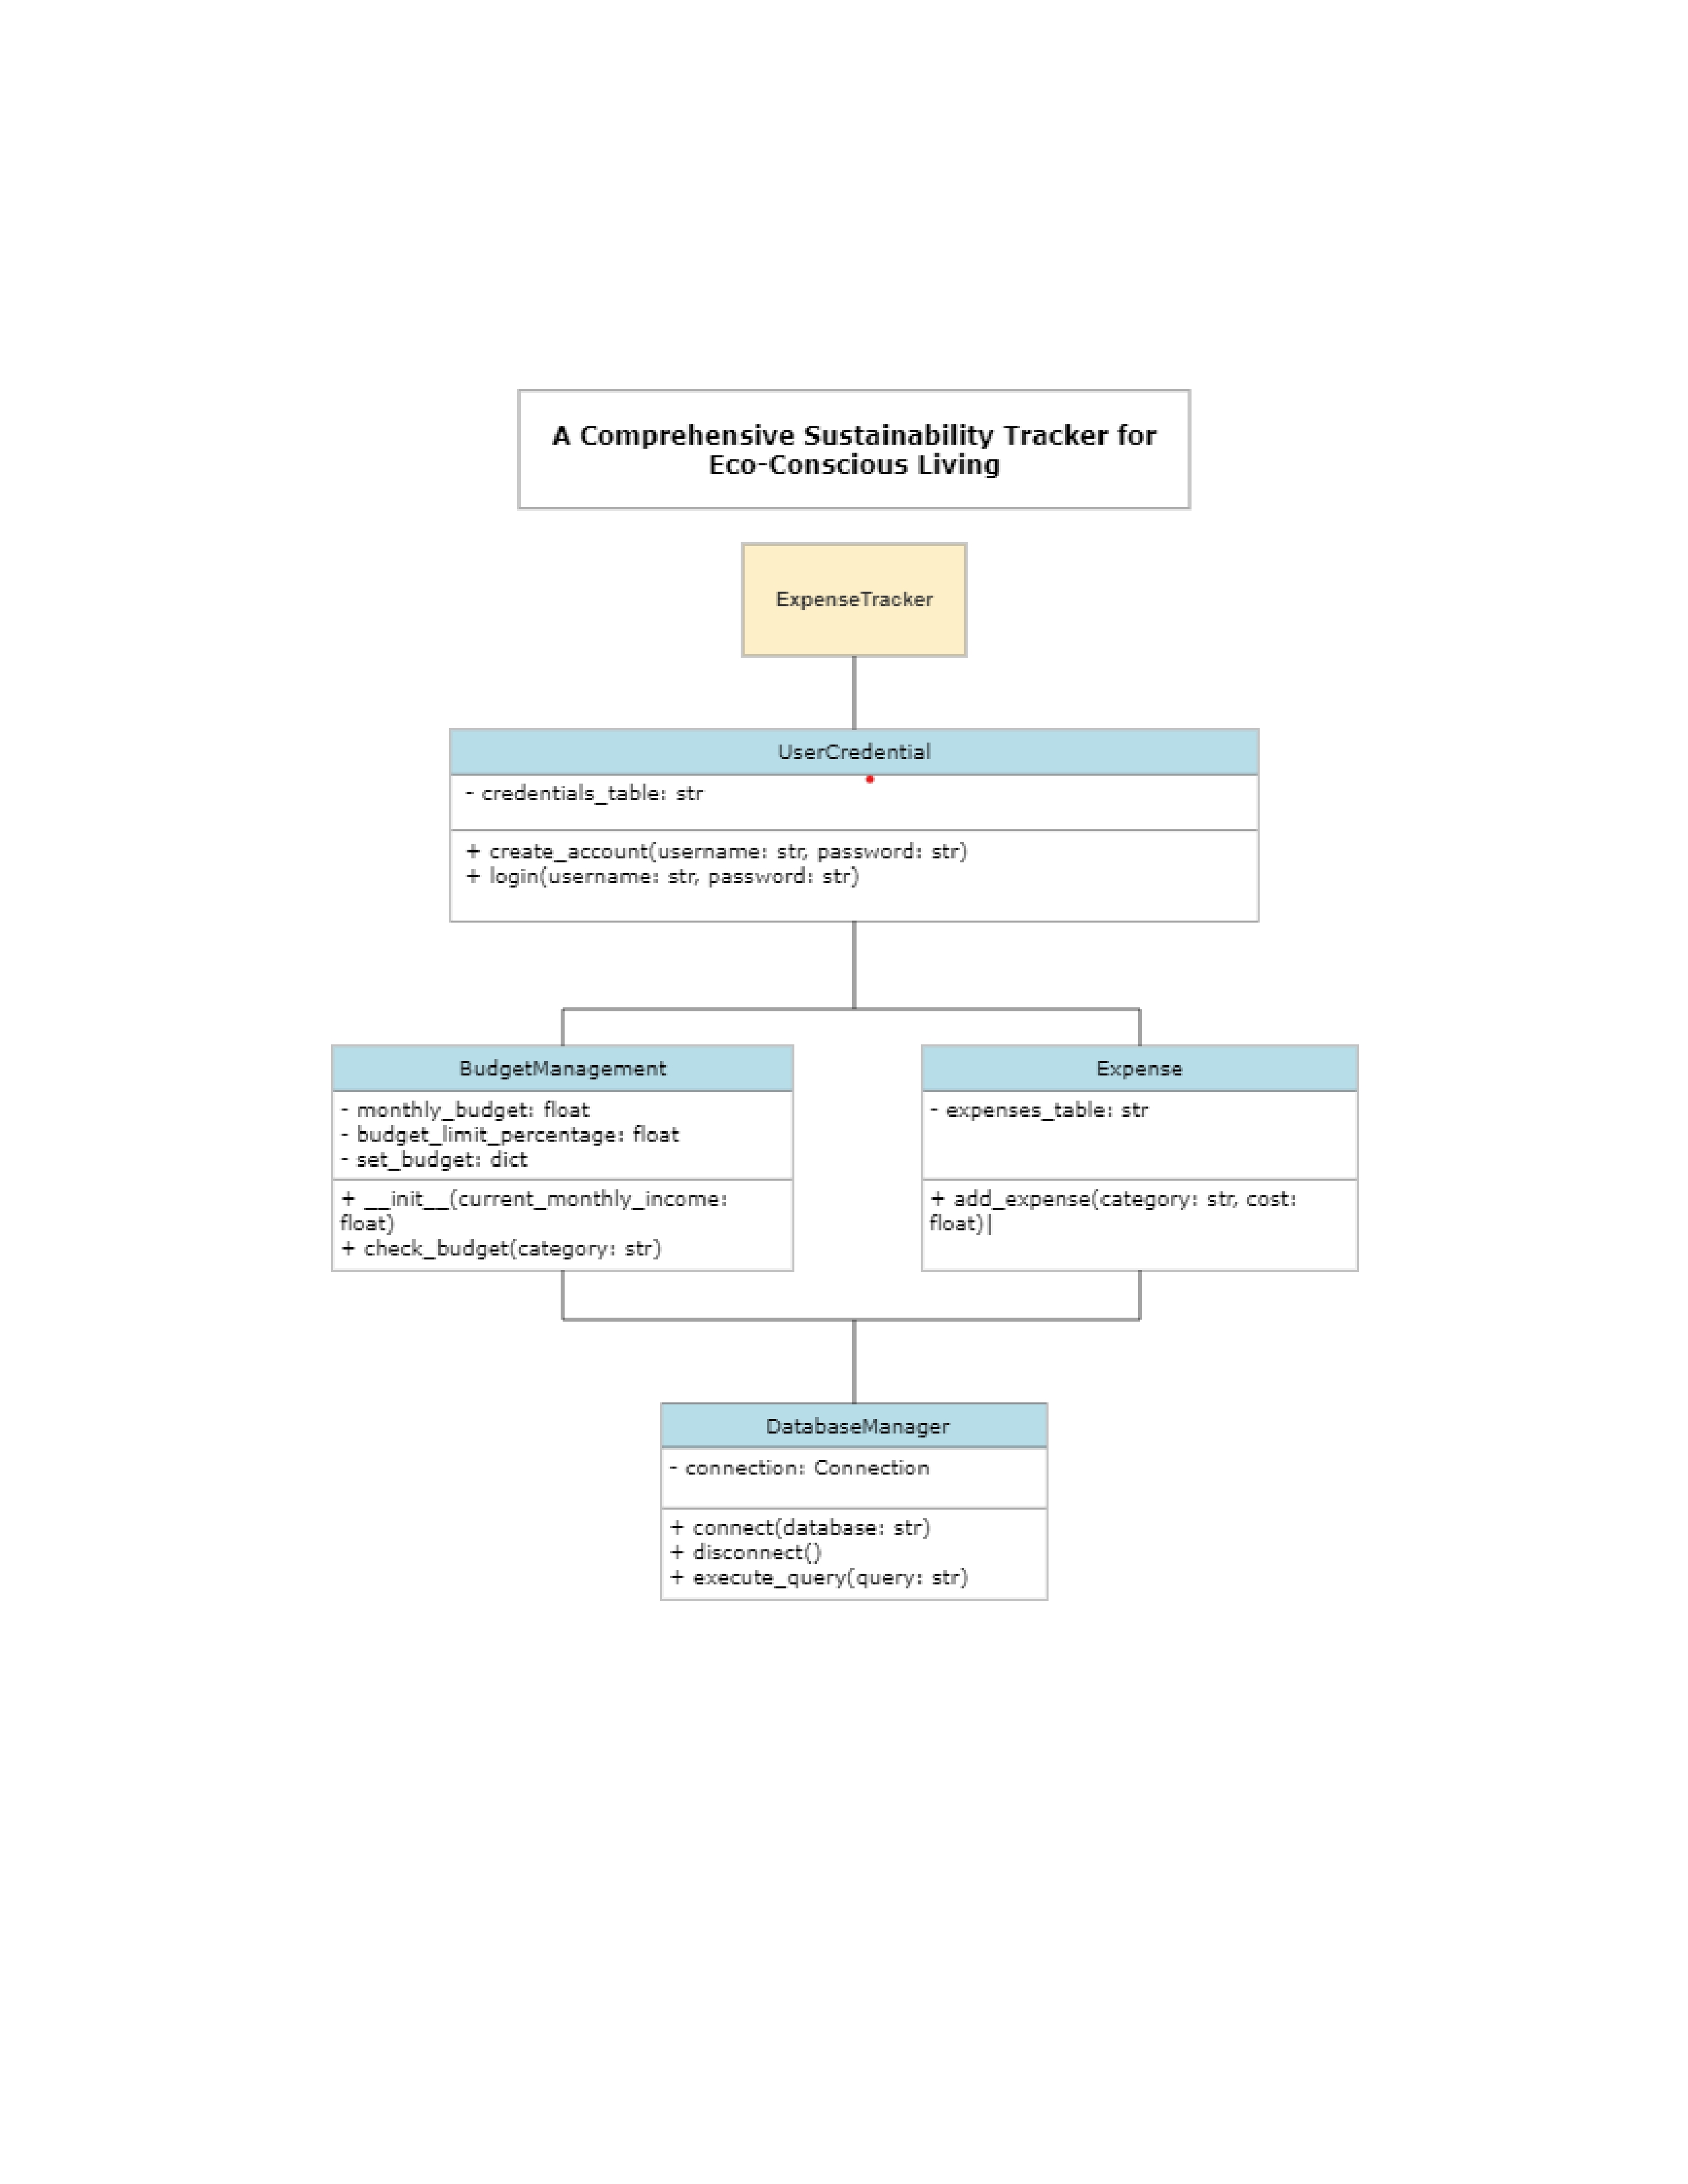 A Comprehensive Sustainability Tracker for
Eco-Conscious Living
ExpenseTracker
UserCredential
- credentials_table: str
+ create_account(username: str, password: str)
+ login(username: str, password: str)
BudgetManagement
- monthly_budget: float
- budget_limit_percentage: float
- set_budget: dict
+ __init__(current_monthly_income:
float)
+ check_budget(category: str)
Expense
- expenses_table: str
+ add_expense(category: str, cost:
float)|
DatabaseManager
- connection: Connection
+ connect(database: str)
+ disconnect()
+ execute_query(query: str)